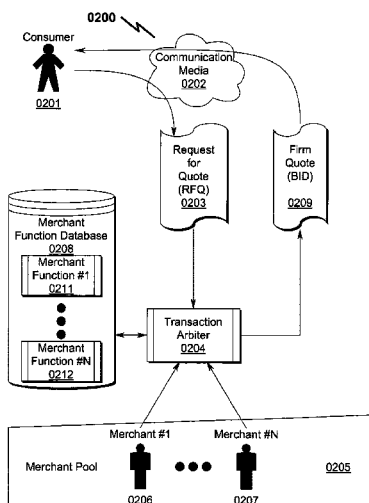 0200
Consumer
0201
Communication
Media
0202
Request
for
Quote
(RFQ)
0203
Firm
Quote
(BID)
0209
Merchant
Function Database
0208
Merchant
Function #1
0211
Merchant
Function #N
0212
Transaction
Arbiter
0204
Merchant #1
Merchant #N
Merchant Pool
0205
0206
0207